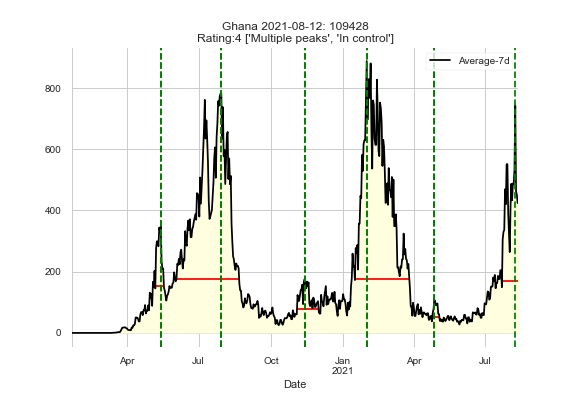 Ghana 2021-08-12: 109428
Rating:4 ['Multiple peaks', 'In control']
Average-7d
800
600
400
200
0
Apr
Jul
Oct
Jan
2021
Apr
Jul
Date